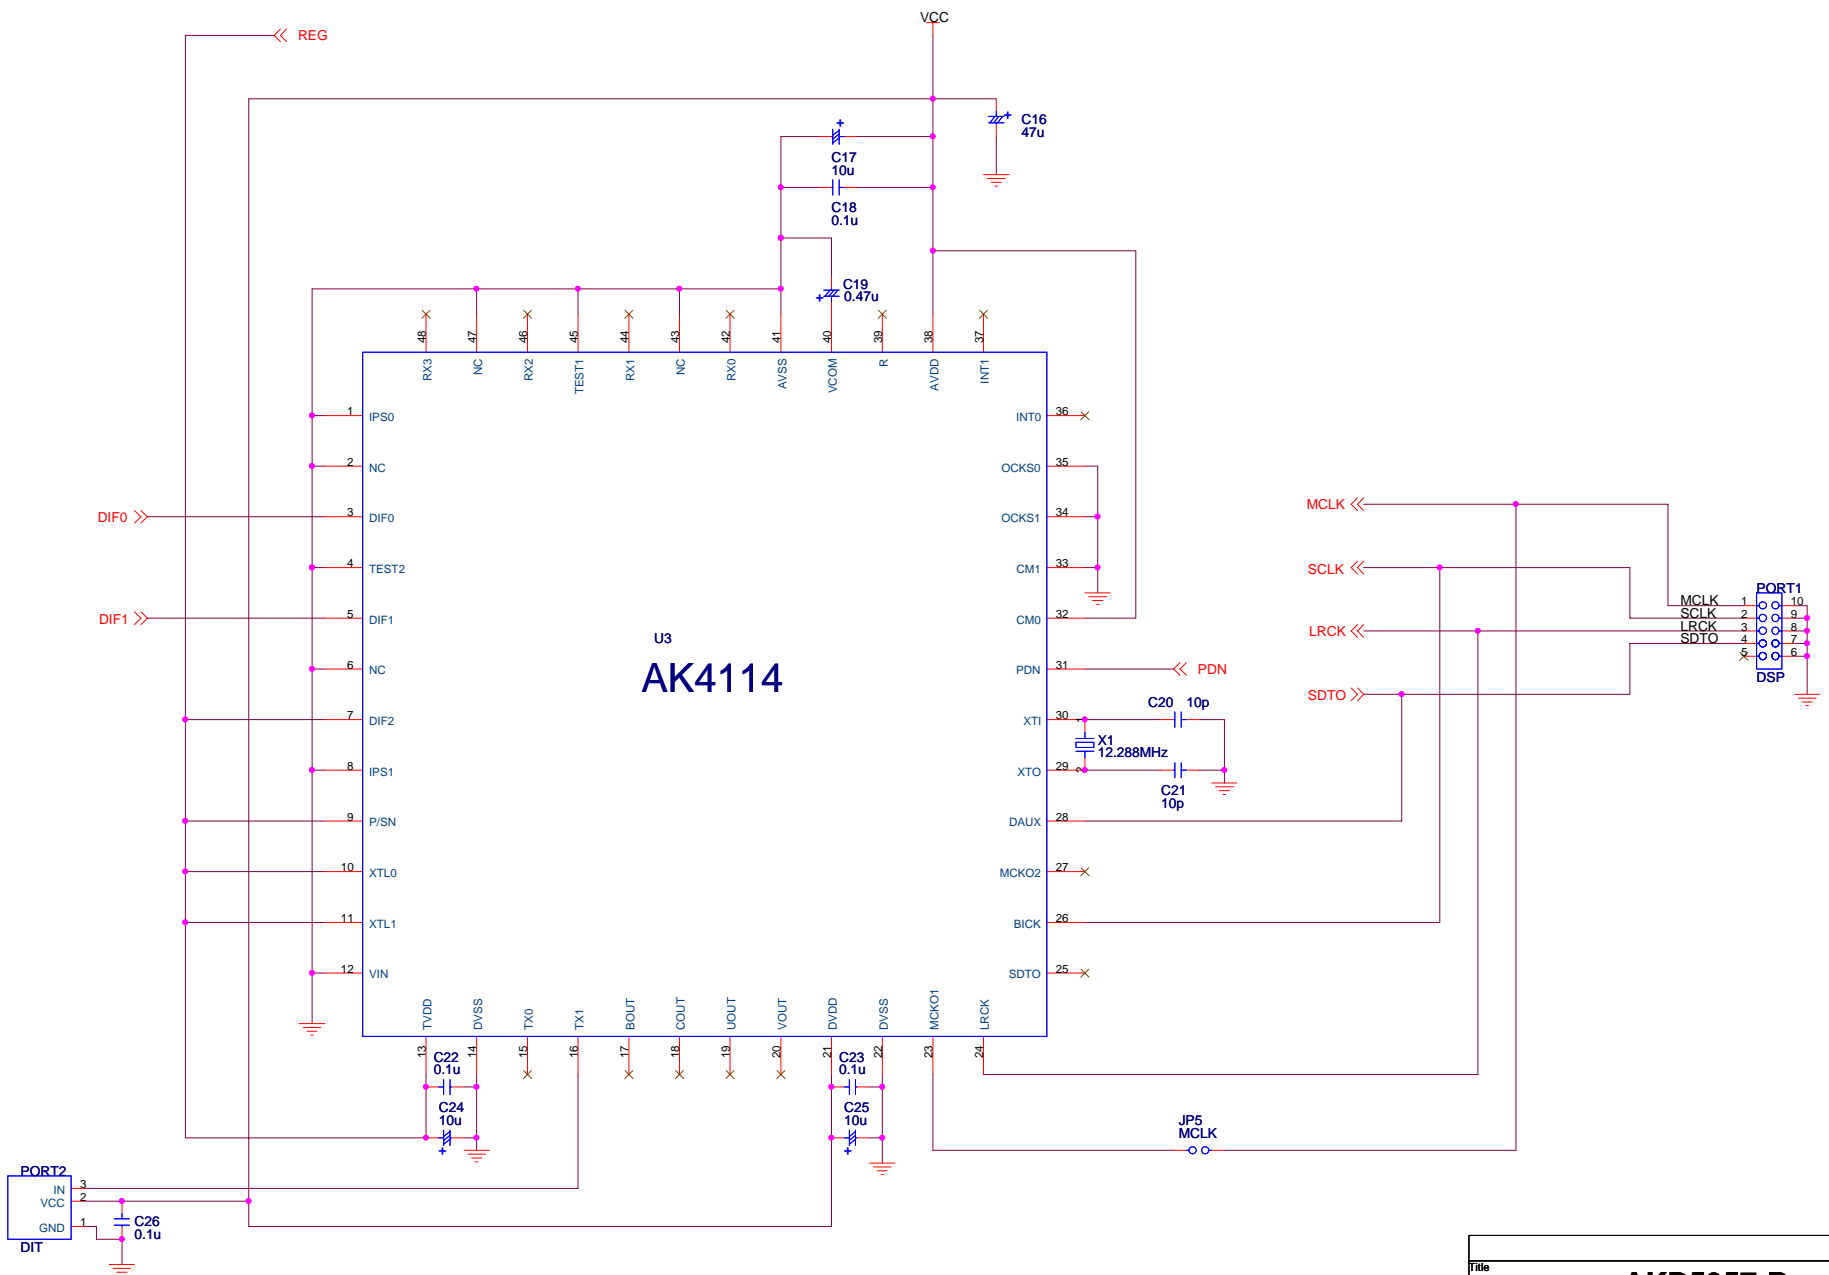 VCC
REG
C16
47u
C17
10u
C18
0.1u
C19
0.47u
48 47 46 45 44 43 42 41 40 39 38 37
RX3 NC RX2 TEST1 RX1 NC RX0 AVSS VCOM R AVDD INT1
1 IPS0
2 NC
DIF0 3 DIF0
4 TEST2
DIF1 5 DIF1
6 NC
7 DIF2
8 IPS1
9 P/SN
10 XTL0
11 XTL1
12 VIN
U3
AK4114
INT0 36
OCKS0 35
OCKS1 34
CM1 33
CM0 32
PDN 31 PDN
XTI 30
XTO 29
DAUX 28
MCKO2 27
BICK 26
SDTO 25
C20 10p
1
X1
12.288MHz
2
C21
10p
MCLK
SCLK
LRCK
SDTO
PORT1
MCLK 1 10
SCLK 2 9
LRCK 3 8
SDTO 4 7
5 6
DSP
TVDD DVSS TX0 TX1 BOUT COUT UOUT VOUT DVDD DVSS MCKO1 LRCK
13 14 15 16 17 18 19 20 21 22 23 24
C22
0.1u
C24
10u
C23
0.1u
C25
10u
JP5
MCLK
PORT2
IN 3
VCC 2
GND 1
DIT
C26
0.1u
Title